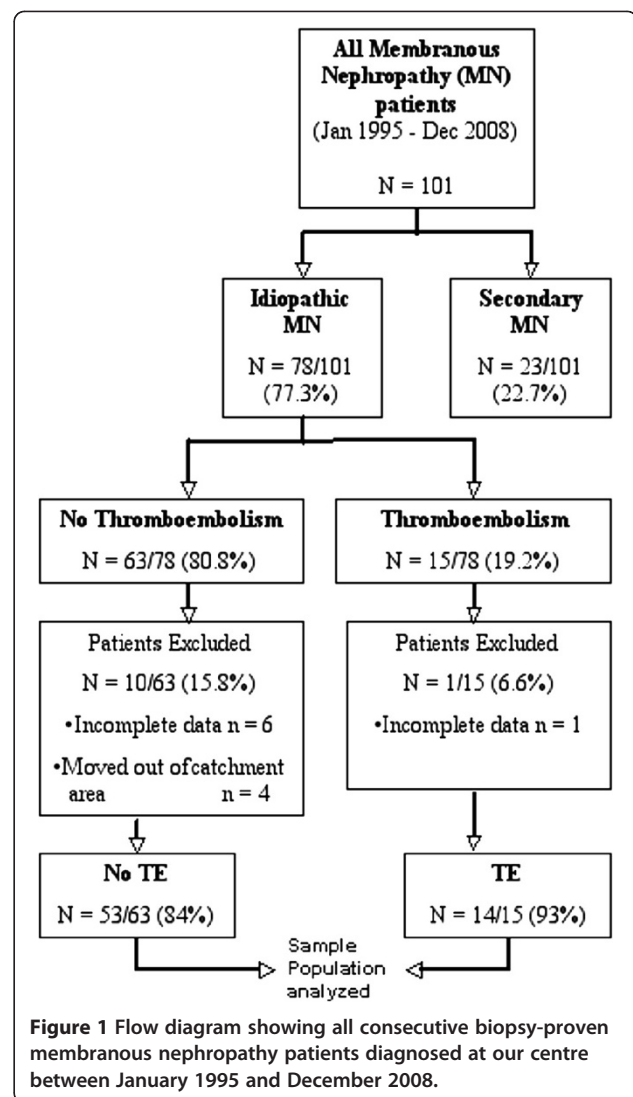 All Membranous
Nephropathy (MN)
patients
(Jan 1995 - Dec 2008)
N = 101
Idiopathic
MN
N = 78/101
(77.3%)
Secondary
MN
N = 23/101
(22.7%)
No Thromboembolism
N = 63/78 (80.8%)
Thromboembolism
N = 15/78 (19.2%)
Patients Excluded
N = 10/63 (15.8%)
•Incomplete data n = 6
•Moved out of catchment
area n = 4
Patients Excluded
N = 1/15 (6.6%)
•Incomplete data n = 1
No TE
N = 53/63 (84%)
TE
N = 14/15 (93%)
Sample
Population
analyzed
Figure 1 Flow diagram showing all consecutive biopsy-proven
membranous nephropathy patients diagnosed at our centre
between January 1995 and December 2008.